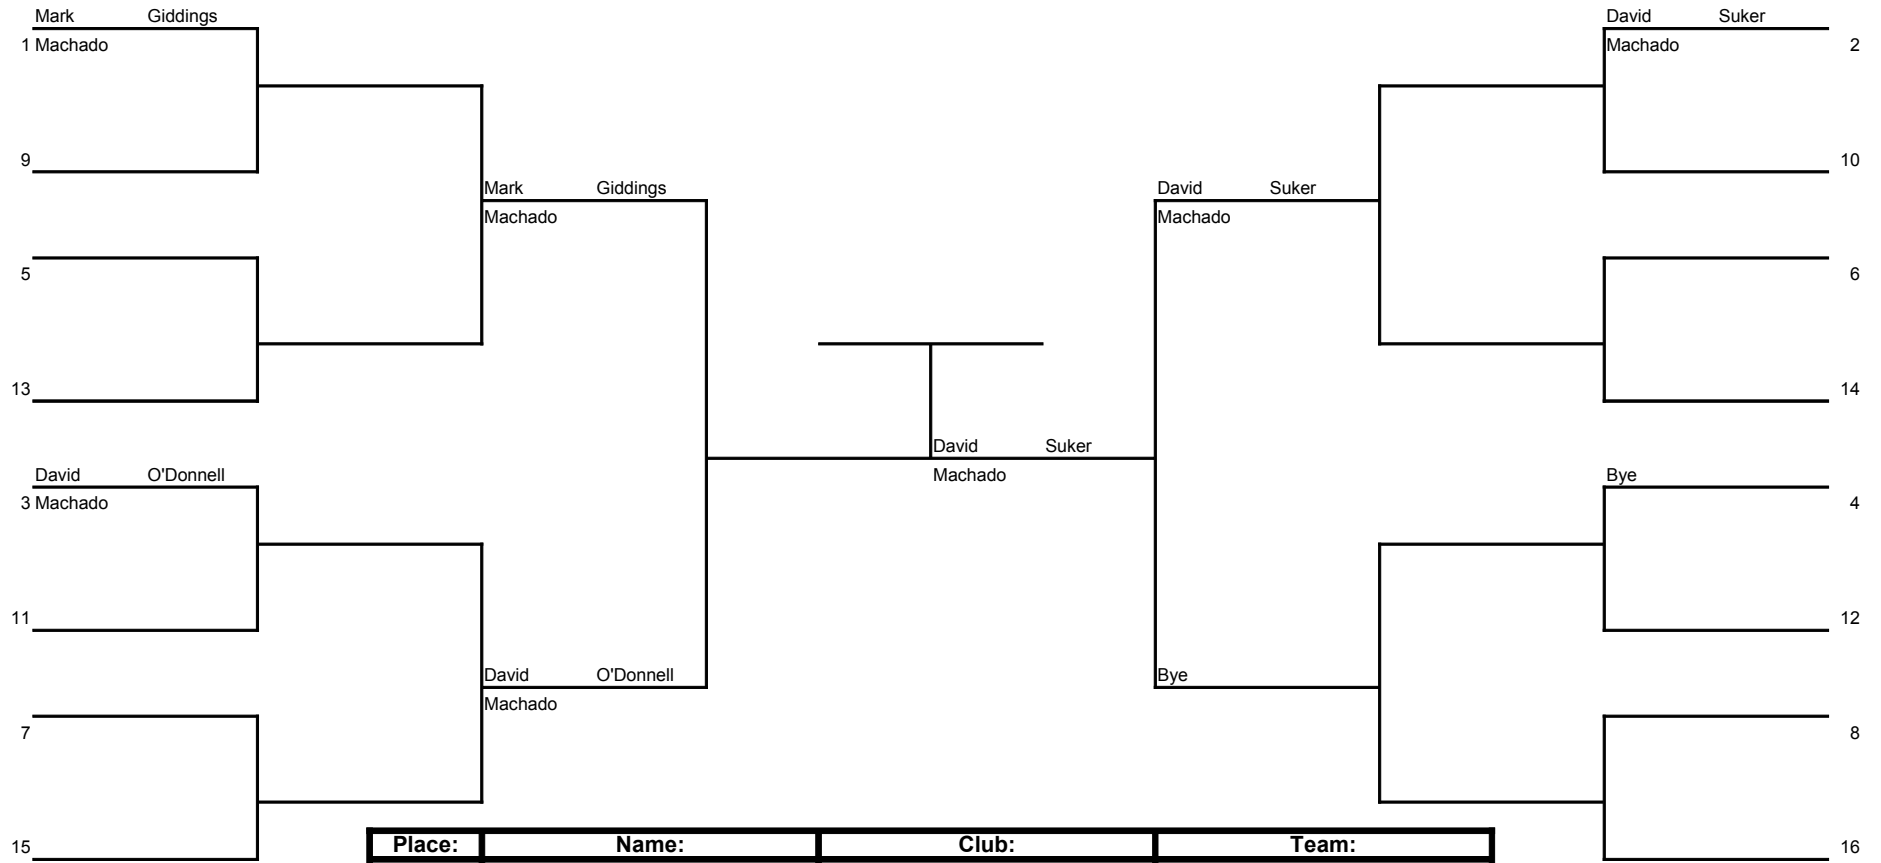 Mark Giddings David Suker
1 Machado Machado 2
9 10
Mark Giddings David Suker
Machado Machado
5 6
13 14
David Suker
David O'Donnell Machado Bye
3 Machado 4
11 12
David O'Donnell Bye
Machado
7 8
15 16
Place: Name: Club: Team: